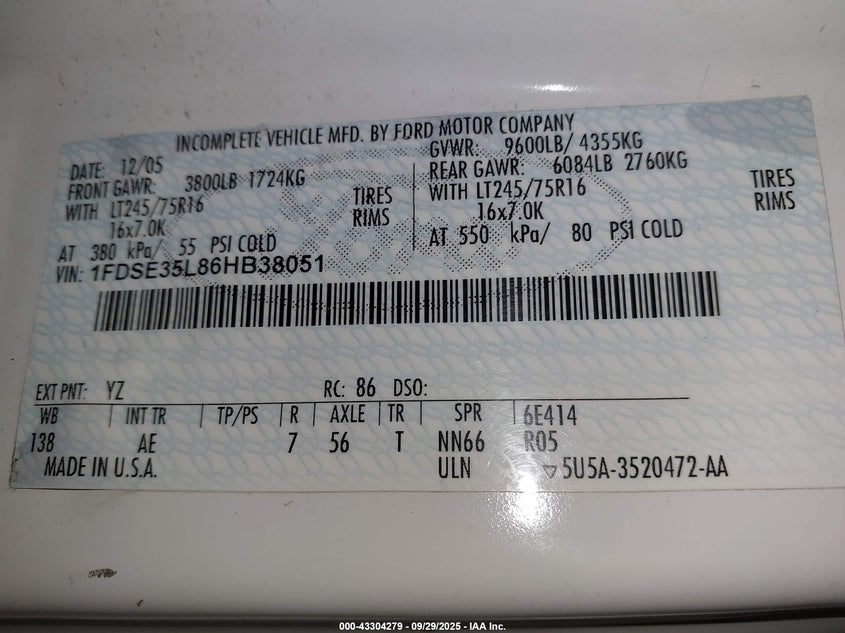 INCOMPLETE VEHICLE MFD. BY FORD MOTOR COMPANY
DATE: 12/05
FRONT GAWR: 3800LB 1724KG
WITH LT245/75R16 TIRES
16x7.0K RIMS
AT 380 kPa/ 55 PSI COLD
GVWR: 9600LB/ 4355KG
REAR GAWR: 6084LB 2760KG
WITH LT245/75R16 TIRES
16x7.0K RIMS
AT 550 kPa/ 80 PSI COLD
VIN: 1FDSE35L86HB38051
EXT PNT: YZ RC: 86 DSO:
WB INT TR TP/PS R AXLE TR SPR 6E414
138 AE 7 56 T NN66 R05
MADE IN U.S.A. ULN ▽5U5A-3520472-AA
000-43304279 - 09/29/2025 - IAA Inc.